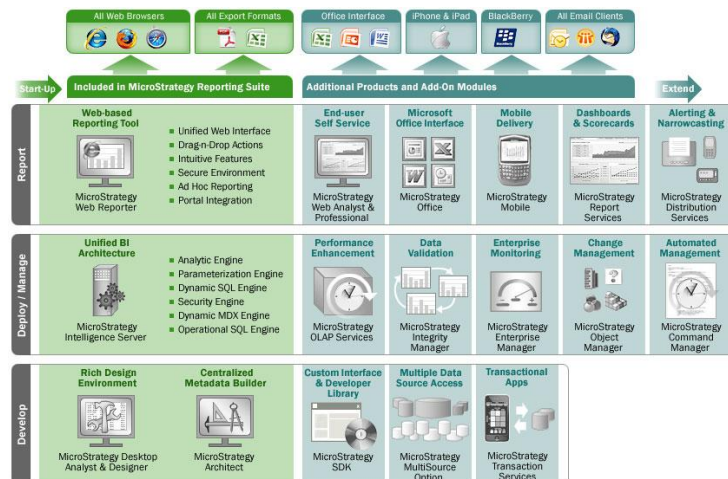 All Web Browsers
All Export Formats
Office Interface
iPhone & iPad
BlackBerry
All Email Clients
Start-Up
Included in MicroStrategy Reporting Suite
Additional Products and Add-On Modules
Extend
Report
Web-based
Reporting Tool
MicroStrategy
Web Reporter
Unified Web Interface
Drag-n-Drop Actions
Intuitive Features
Secure Environment
Ad Hoc Reporting
Portal Integration
End-user
Self Service
MicroStrategy
Web Analyst &
Professional
Microsoft
Office Interface
MicroStrategy
Office
Mobile
Delivery
MicroStrategy
Mobile
Dashboards
& Scorecards
MicroStrategy
Report
Services
Alerting &
Narrowcasting
MicroStrategy
Distribution
Services
Deploy / Manage
Unified BI
Architecture
MicroStrategy
Intelligence Server
Analytic Engine
Parameterization Engine
Dynamic SQL Engine
Security Engine
Dynamic MDX Engine
Operational SQL Engine
Performance
Enhancement
MicroStrategy
OLAP Services
Data
Validation
MicroStrategy
Integrity
Manager
Enterprise
Monitoring
MicroStrategy
Enterprise
Manager
Change
Management
MicroStrategy
Object
Manager
Automated
Management
MicroStrategy
Command
Manager
Develop
Rich Design
Environment
MicroStrategy Desktop
Analyst & Designer
Centralized
Metadata Builder
MicroStrategy
Architect
Custom Interface
& Developer
Library
MicroStrategy
SDK
Multiple Data
Source Access
MicroStrategy
MultiSource
Option
Transactional
Apps
MicroStrategy
Transaction
Services